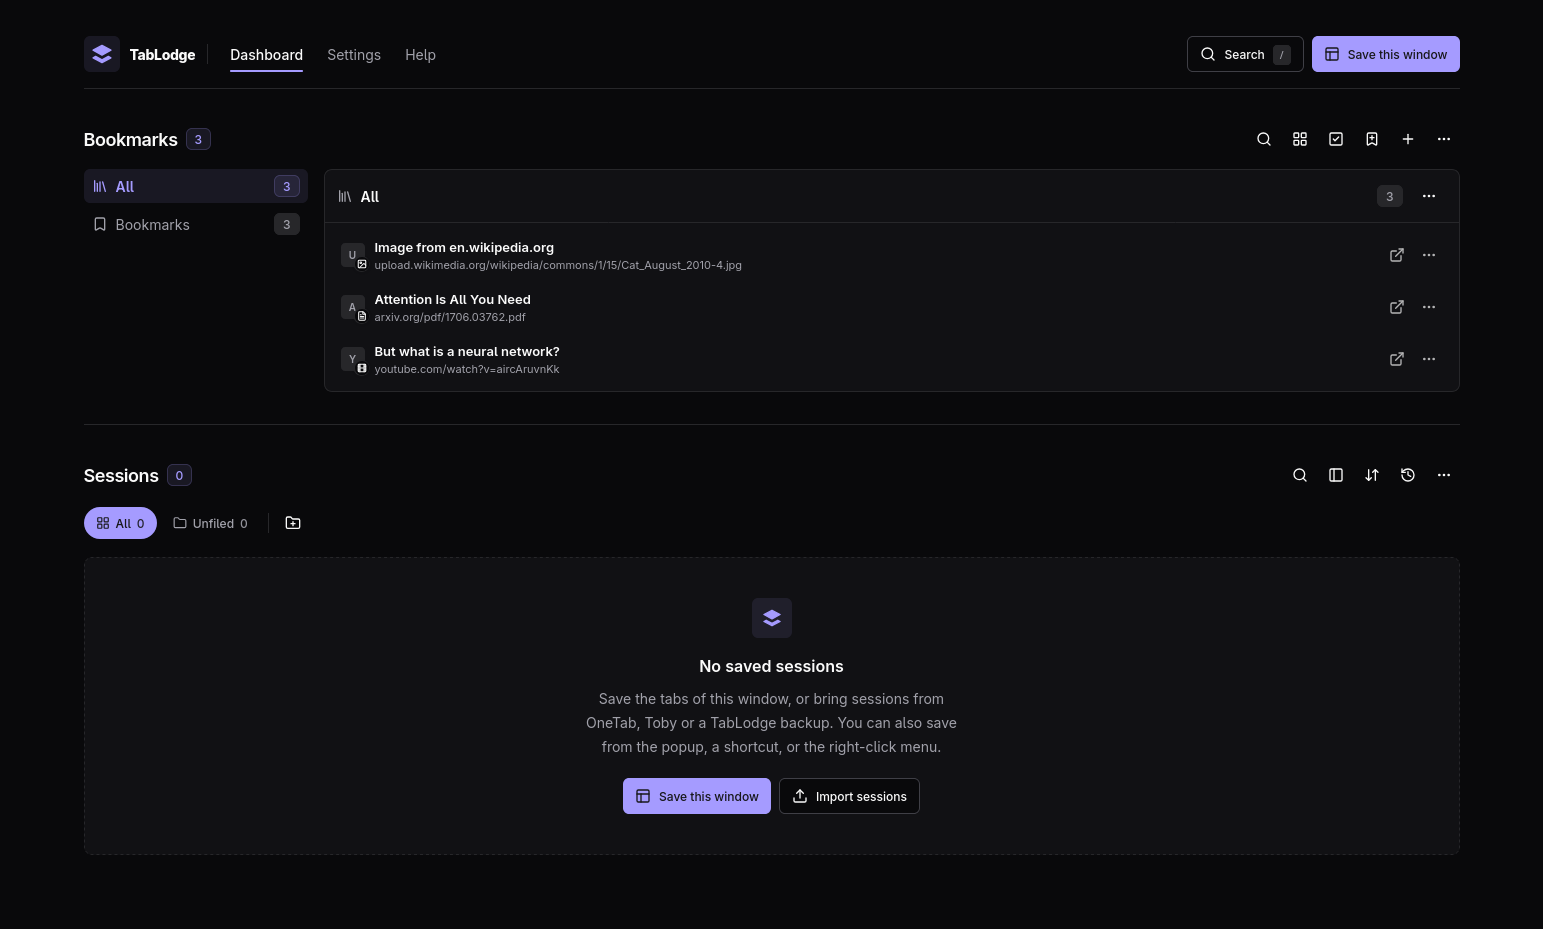 TabLodge
Dashboard
Settings
Help
Search /
Save this window
Bookmarks 3
All 3
Bookmarks 3
All 3
U
Image from en.wikipedia.org
upload.wikimedia.org/wikipedia/commons/1/15/Cat_August_2010-4.jpg
A
Attention Is All You Need
arxiv.org/pdf/1706.03762.pdf
Y
But what is a neural network?
youtube.com/watch?v=aircAruvnKk
Sessions 0
All 0
Unfiled 0
No saved sessions
Save the tabs of this window, or bring sessions from
OneTab, Toby or a TabLodge backup. You can also save
from the popup, a shortcut, or the right-click menu.
Save this window
Import sessions